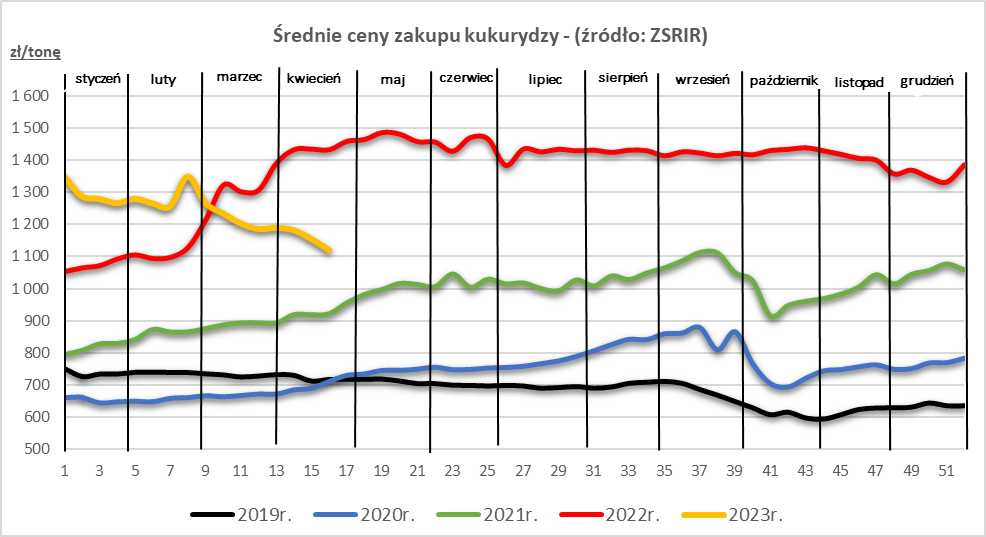 Średnie ceny zakupu kukurydzy - (źródło: ZSRIR)
zł/tonę
styczeń luty marzec kwiecień maj czerwiec lipiec sierpień wrzesień październik listopad grudzień
1 600
1 500
1 400
1 300
1 200
1 100
1 000
900
800
700
600
500
1 3 5 7 9 11 13 15 17 19 21 23 25 27 29 31 33 35 37 39 41 43 45 47 49 51
2019r. 2020r. 2021r. 2022r. 2023r.